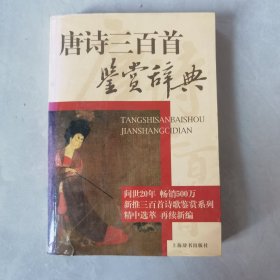 唐诗三百首
鉴赏辞典
TANGSHISANBAISHOU
JIANSHANGCIDIAN
问世20年 畅销500万
新推三百首诗歌鉴赏系列
精中选萃 再续新编
上海辞书出版社